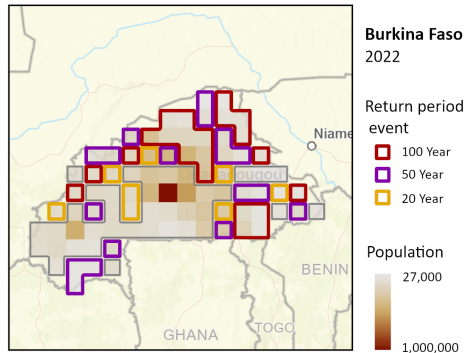 Burkina Faso
2022
Return period
event
100 Year
50 Year
20 Year
Population
27,000
1,000,000
Niame
BENIN
TOGO
GHANA